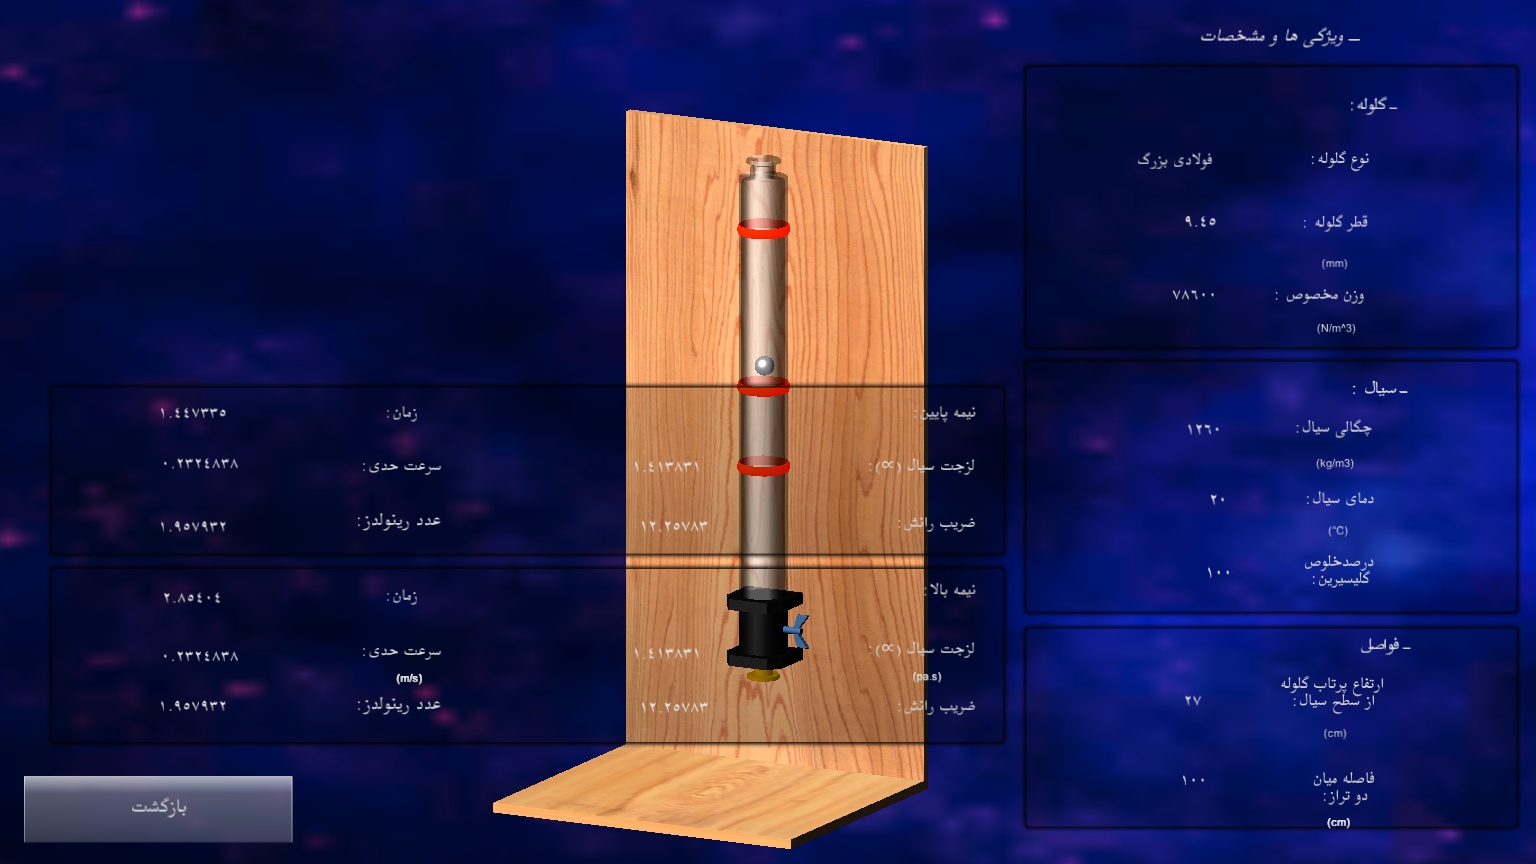 ـ ویژگی ها و مشخصات
ـ گلوله :
نوع گلوله : فولادی بزرگ
قطر گلوله : ۹.٤٥
(mm)
وزن مخصوص : ۷۸٦۰۰
(N/m^3)
ـ سیال :
چگالی سیال : ۱۲٦۰
(kg/m3)
دمای سیال : ۲۰
(°C)
درصدخلوص
گلیسیرین : ۱۰۰
ـ فواصل
ارتفاع پرتاب گلوله
از سطح سیال : ۲۷
(cm)
فاصله میان
دو تراز : ۱۰۰
(cm)
نیمه پایین : زمان : ۱.٤٤۷۳۳٥
لزجت سیال (∝) : ۱.٤۱۳۸۳۱ سرعت حدی : ۰.۲۳۲٤۸۳۸
ضریب رانش : ۱۲.۲٥۷۸۳ عدد رینولدز : ۱.۹٥۷۹۳۲
نیمه بالا : زمان : ۲.۸٥٤۰٤
لزجت سیال (∝) : ۱.٤۱۳۸۳۱ سرعت حدی : ۰.۲۳۲٤۸۳۸
(pa.s) (m/s)
ضریب رانش : ۱۲.۲٥۷۸۳ عدد رینولدز : ۱.۹٥۷۹۳۲
بازگشت